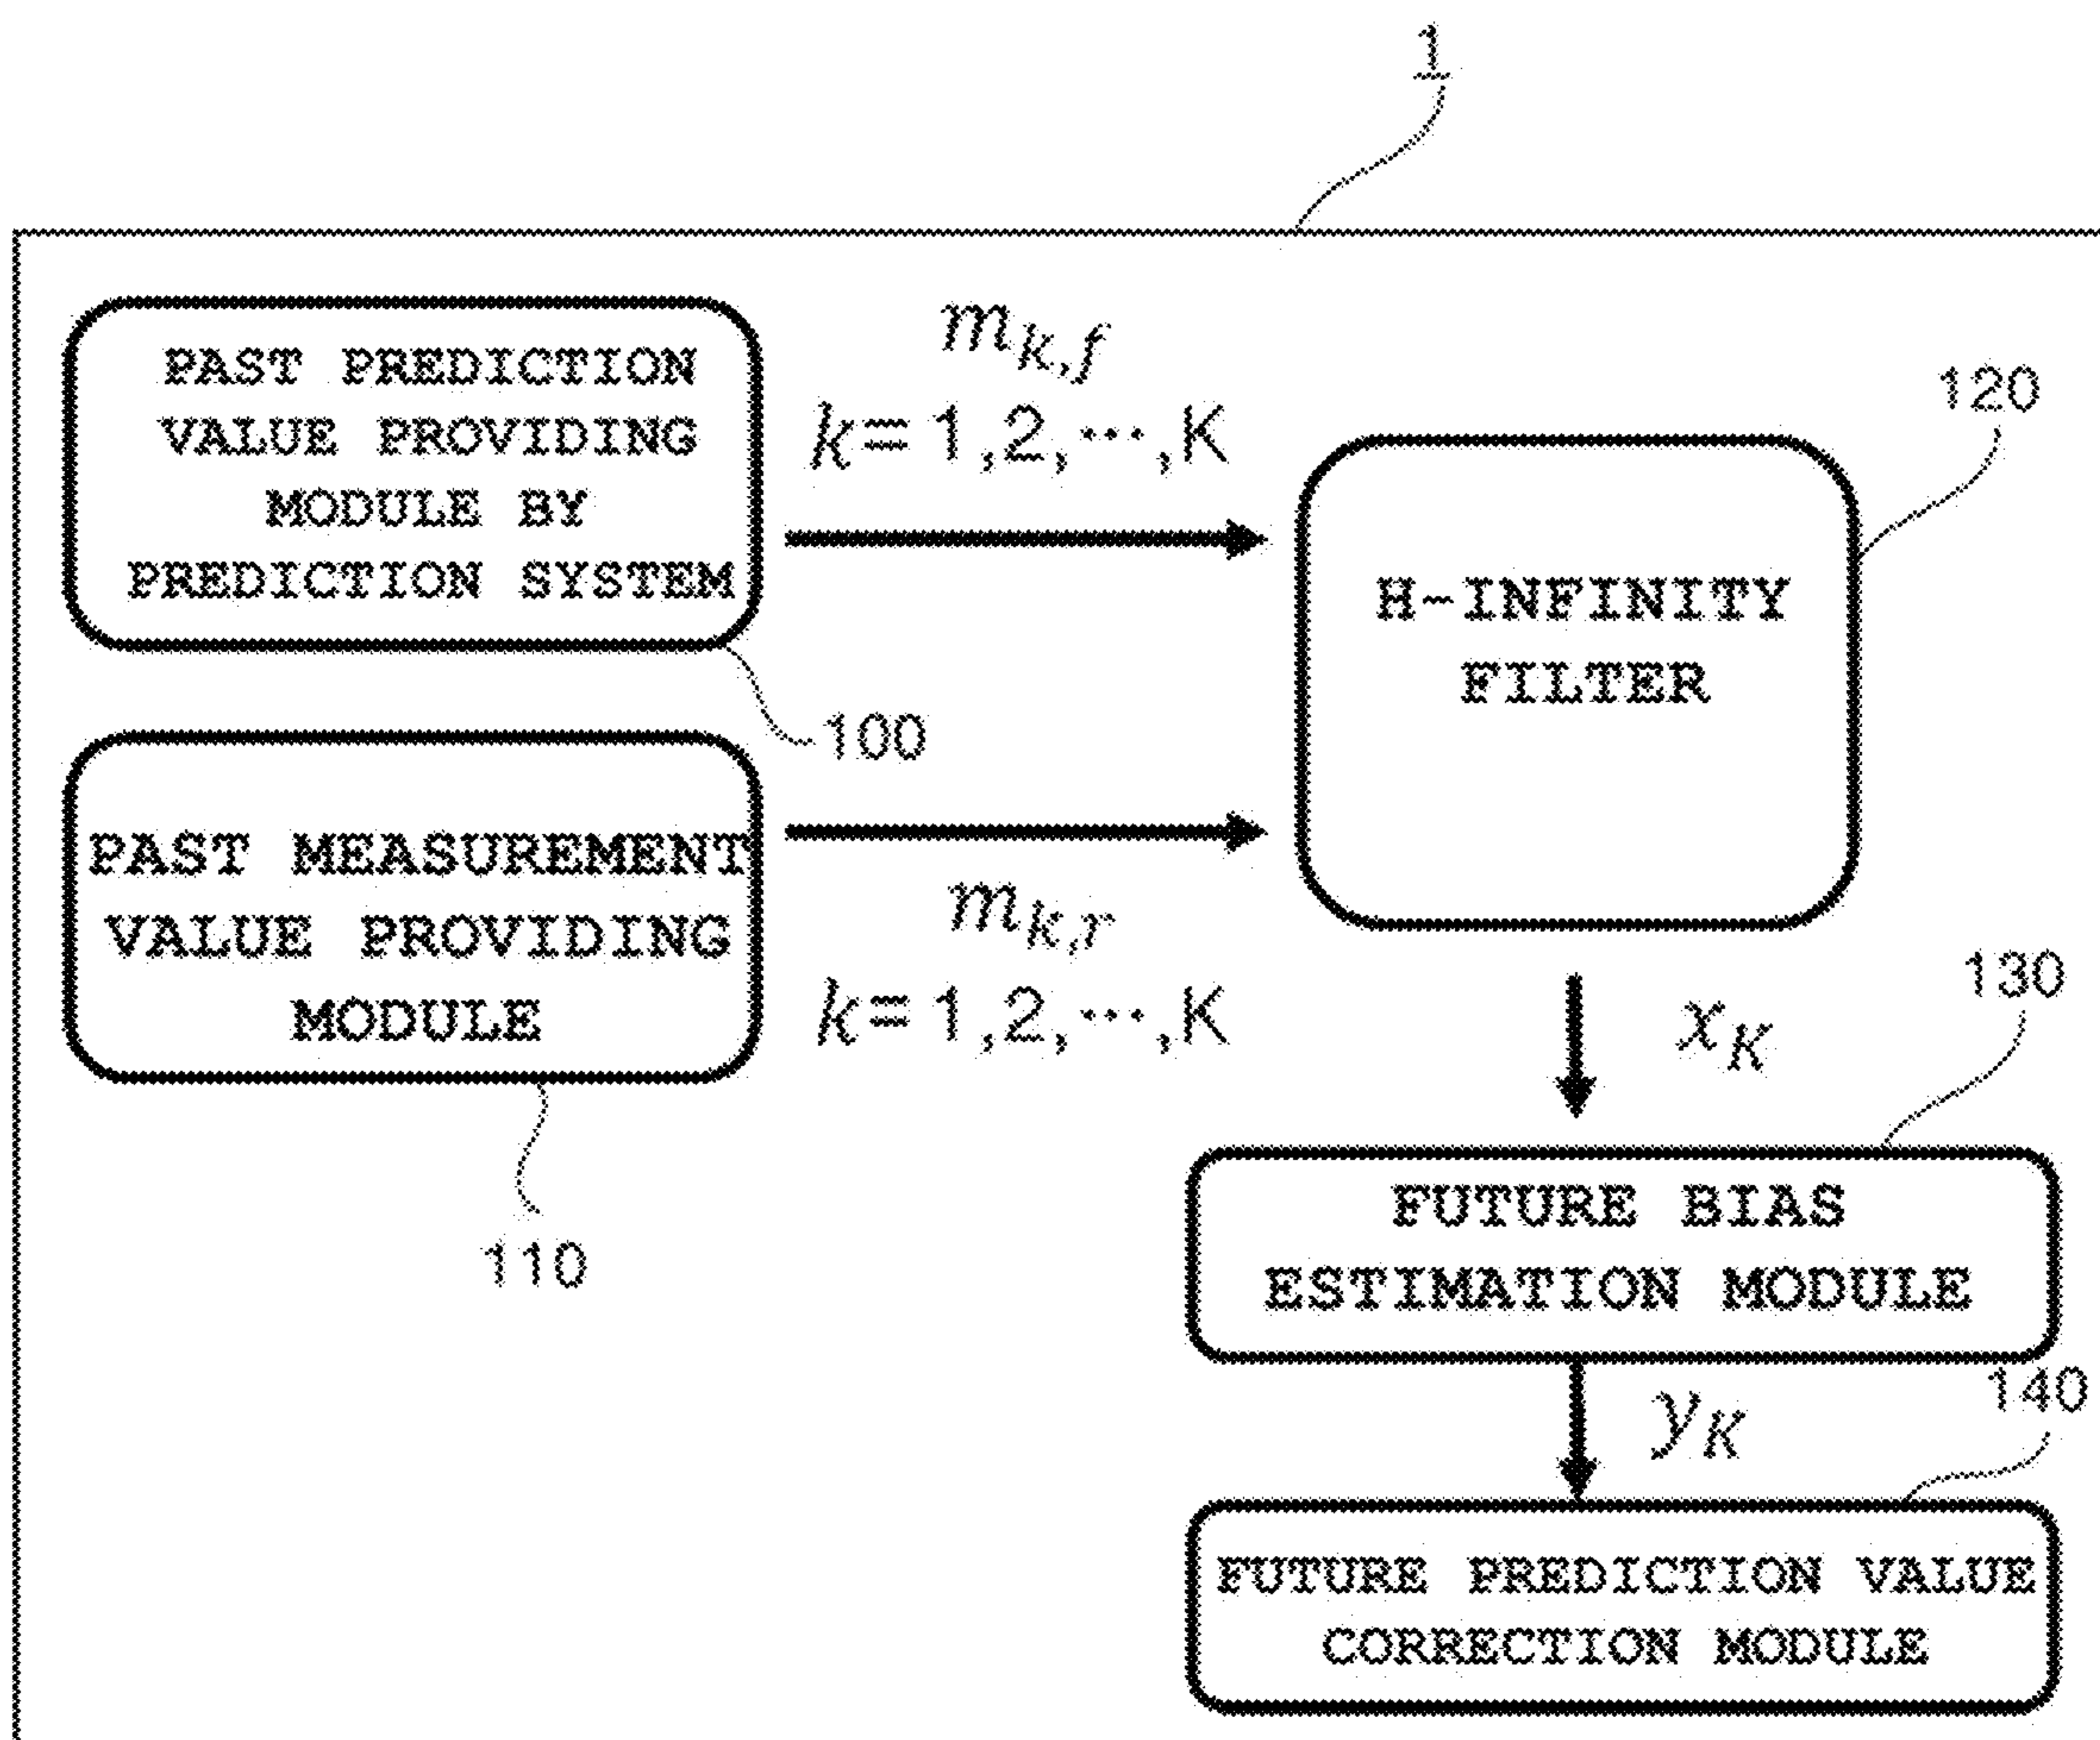 1
PAST PREDICTION
VALUE PROVIDING
MODULE BY
PREDICTION SYSTEM
100
m_{k,f}
k=1,2,⋯,K
120
H-INFINITY
FILTER
PAST MEASUREMENT
VALUE PROVIDING
MODULE
110
m_{k,r}
k=1,2,⋯,K
x_K
130
FUTURE BIAS
ESTIMATION MODULE
y_K
140
FUTURE PREDICTION VALUE
CORRECTION MODULE